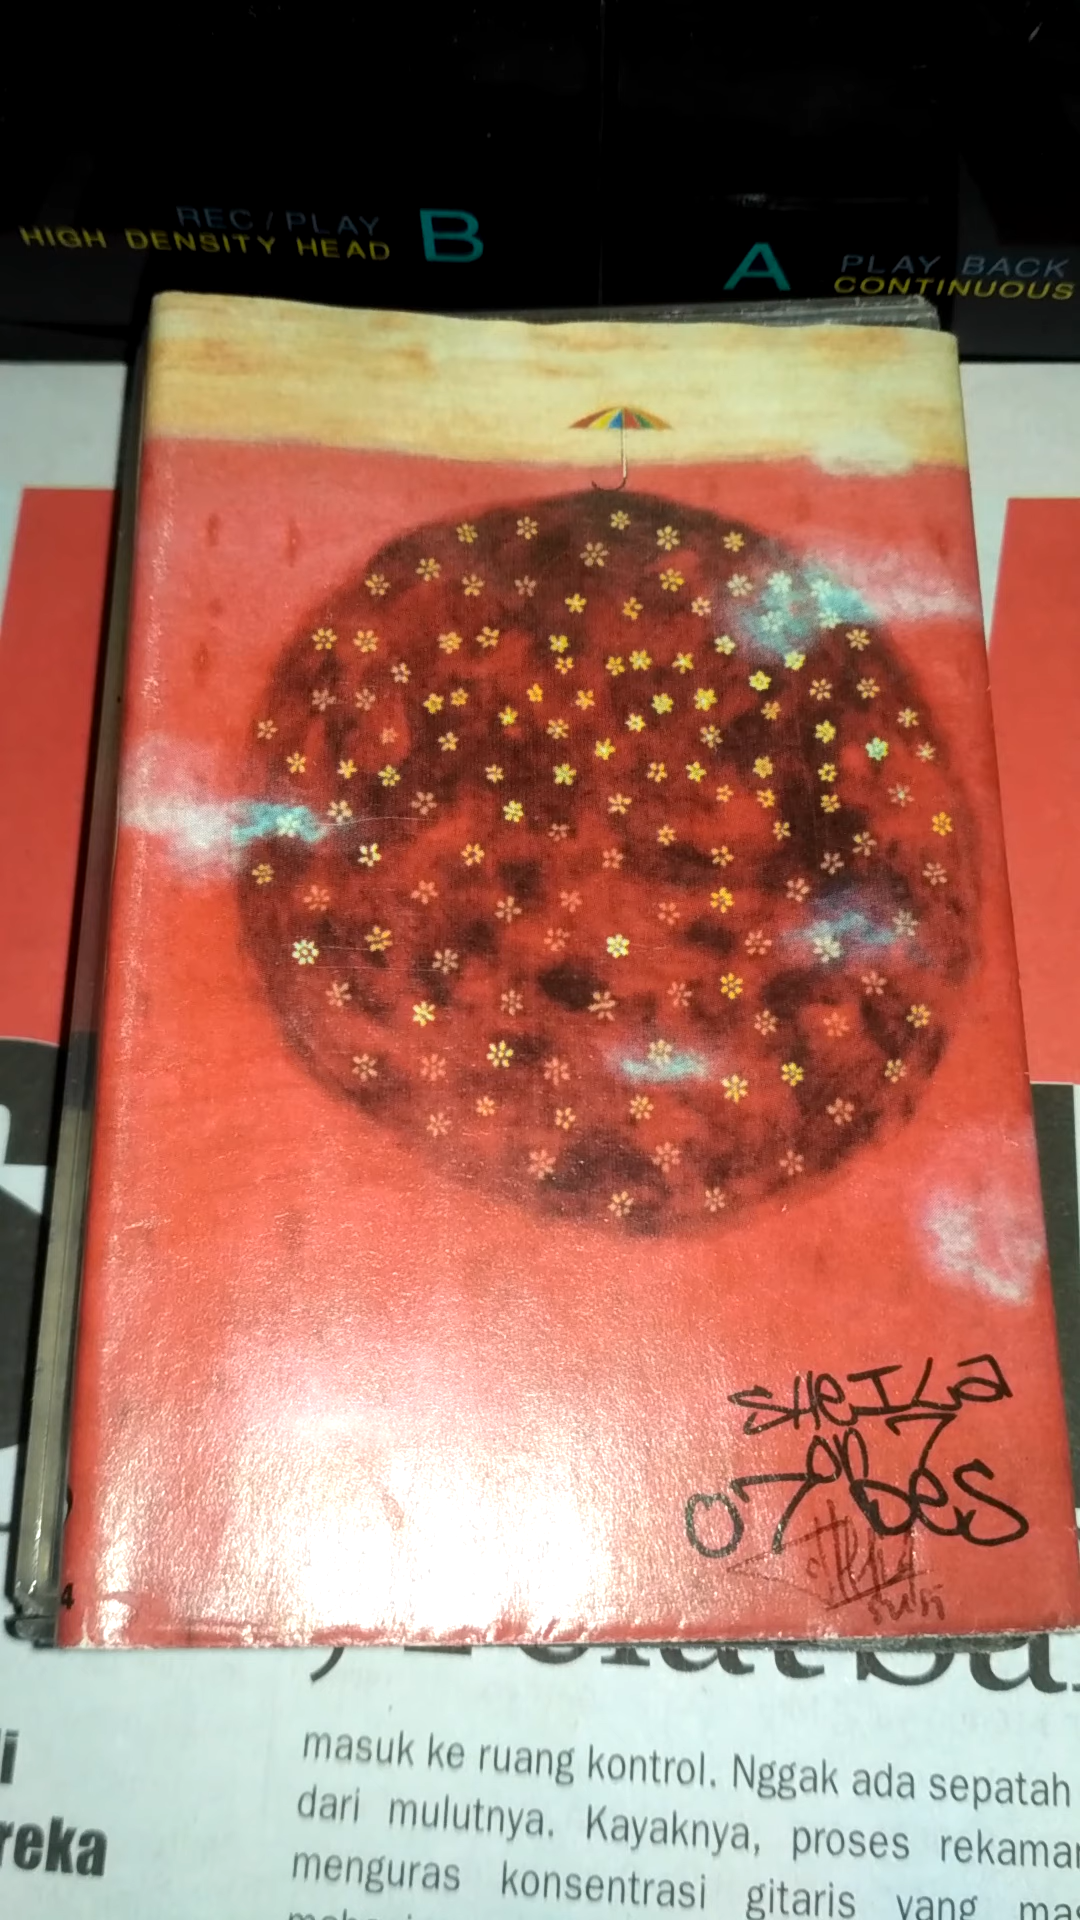 REC/PLAY
HIGH DENSITY HEAD
B
A
PLAY BACK
CONTINUOUS
SHEILA
on 7
07 Des
4
masuk ke ruang kontrol. Nggak ada sepatah
dari mulutnya. Kayaknya, proses rekaman
menguras konsentrasi gitaris yang
reka